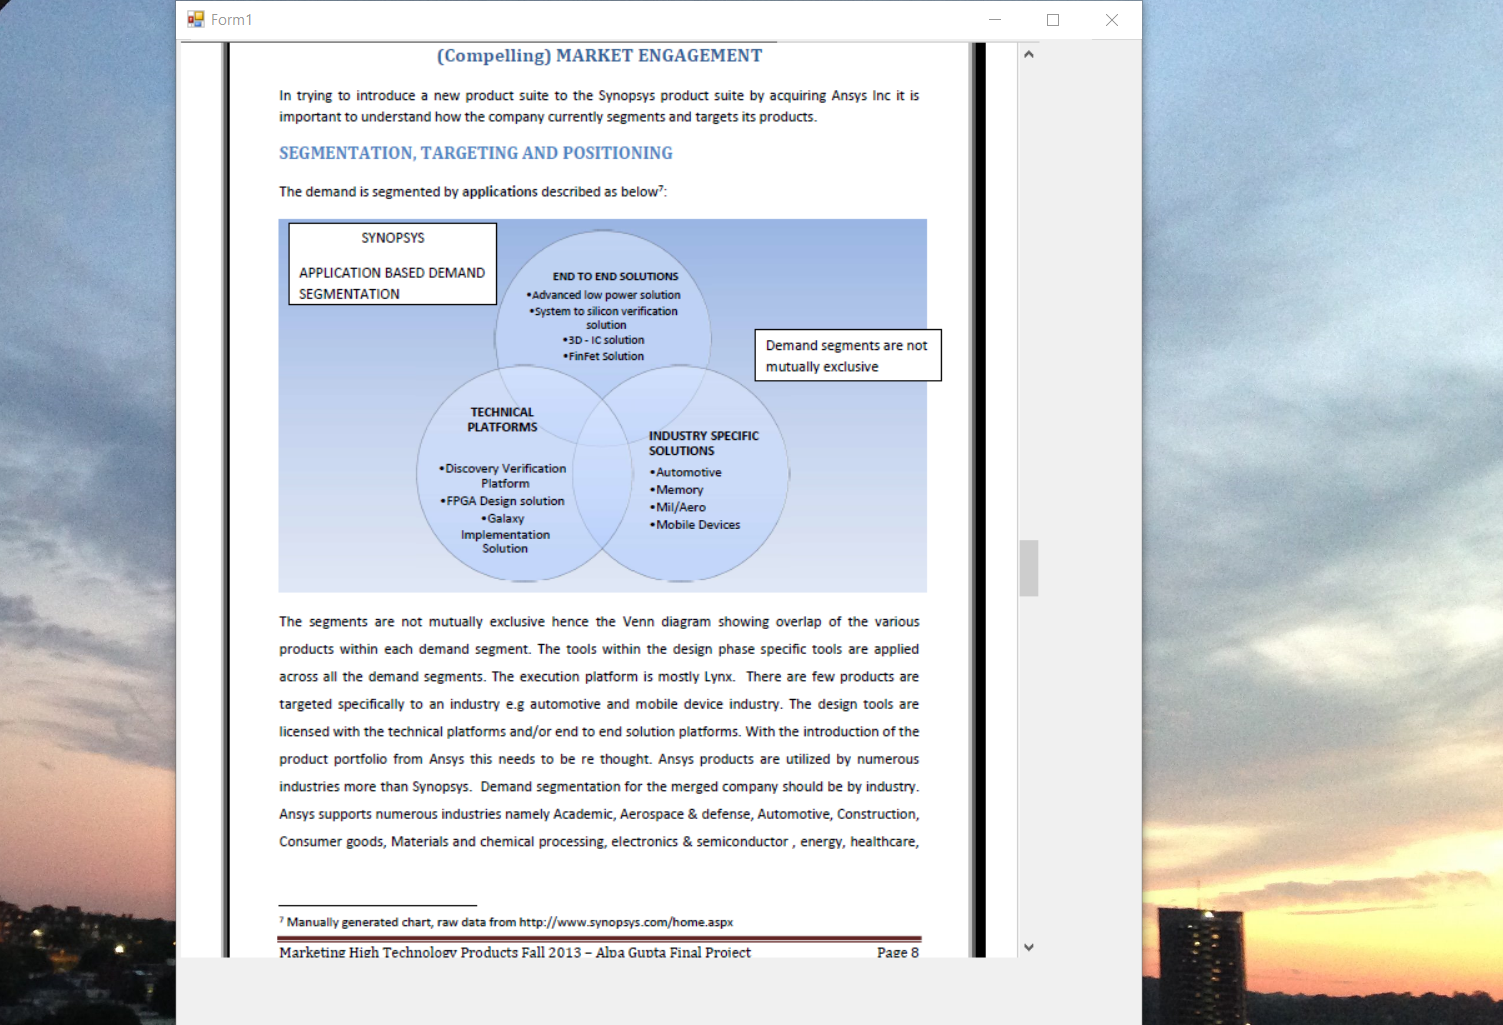 Form1
(Compelling) MARKET ENGAGEMENT
In trying to introduce a new product suite to the Synopsys product suite by acquiring Ansys Inc it is
important to understand how the company currently segments and targets its products.
SEGMENTATION, TARGETING AND POSITIONING
The demand is segmented by applications described as below⁷:
SYNOPSYS
APPLICATION BASED DEMAND
SEGMENTATION
END TO END SOLUTIONS
•Advanced low power solution
•System to silicon verification
solution
•3D - IC solution
•FinFet Solution
Demand segments are not
mutually exclusive
TECHNICAL
PLATFORMS
•Discovery Verification
Platform
•FPGA Design solution
•Galaxy
Implementation
Solution
INDUSTRY SPECIFIC
SOLUTIONS
•Automotive
•Memory
•Mil/Aero
•Mobile Devices
The segments are not mutually exclusive hence the Venn diagram showing overlap of the various
products within each demand segment. The tools within the design phase specific tools are applied
across all the demand segments. The execution platform is mostly Lynx.  There are few products are
targeted specifically to an industry e.g automotive and mobile device industry. The design tools are
licensed with the technical platforms and/or end to end solution platforms. With the introduction of the
product portfolio from Ansys this needs to be re thought. Ansys products are utilized by numerous
industries more than Synopsys.  Demand segmentation for the merged company should be by industry.
Ansys supports numerous industries namely Academic, Aerospace & defense, Automotive, Construction,
Consumer goods, Materials and chemical processing, electronics & semiconductor , energy, healthcare,
⁷ Manually generated chart, raw data from http://www.synopsys.com/home.aspx
Marketing High Technology Products Fall 2013 – Alpa Gupta Final Project Page 8